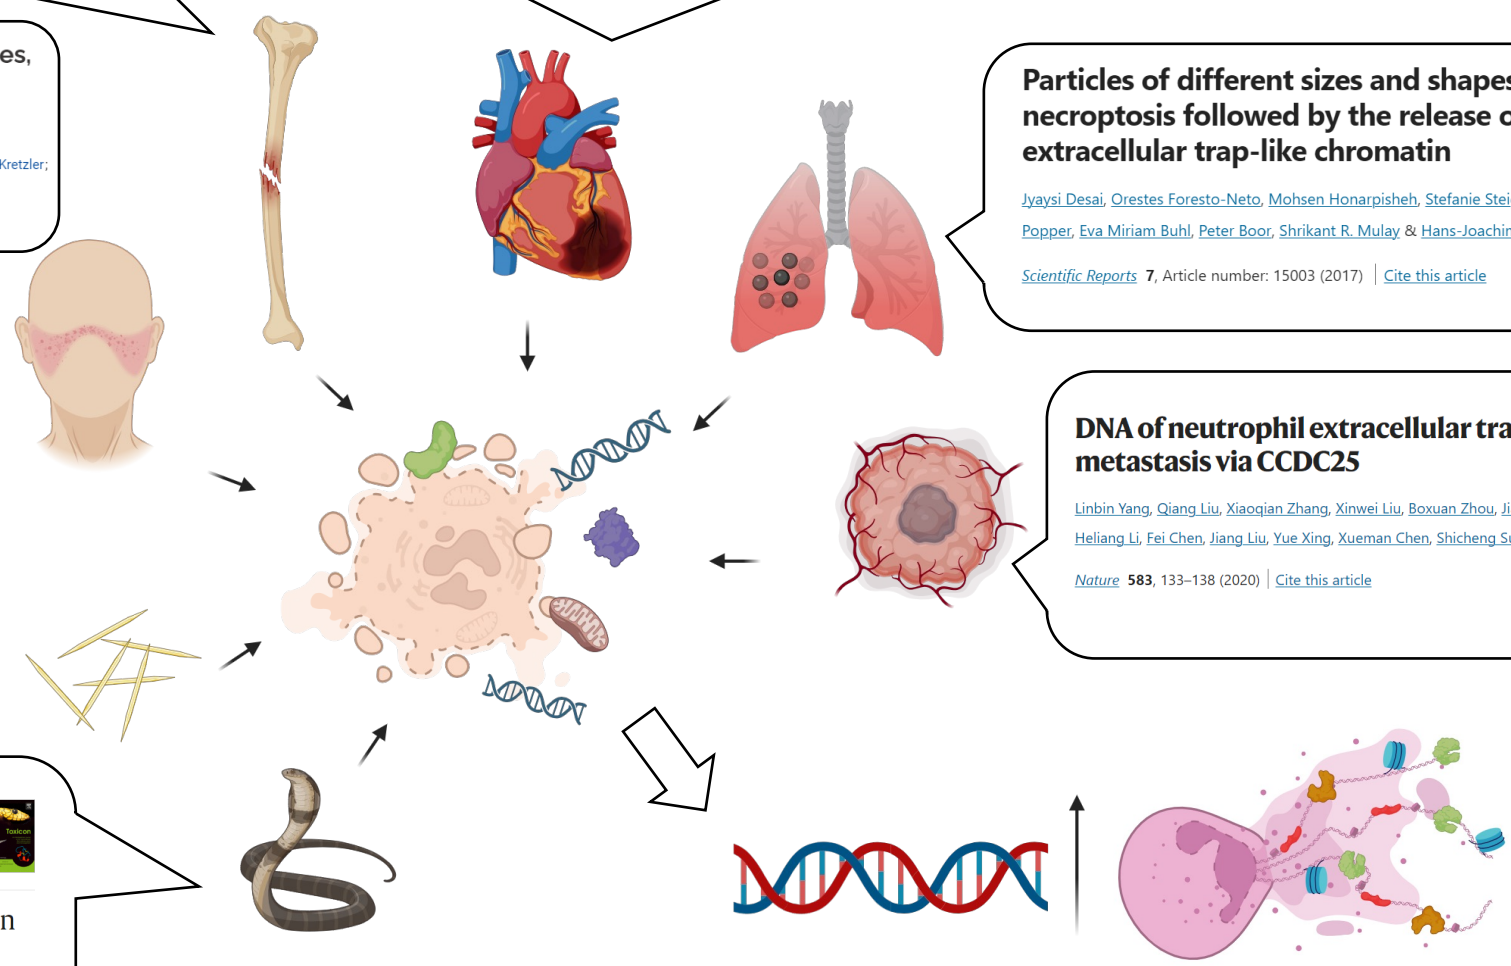 es,
Kretzler;
Particles of different sizes and shapes
necroptosis followed by the release o
extracellular trap-like chromatin
Jyaysi Desai, Orestes Foresto-Neto, Mohsen Honarpisheh, Stefanie Stei
Popper, Eva Miriam Buhl, Peter Boor, Shrikant R. Mulay & Hans-Joachim
Scientific Reports 7, Article number: 15003 (2017) | Cite this article
DNA of neutrophil extracellular tra
metastasis via CCDC25
Linbin Yang, Qiang Liu, Xiaoqian Zhang, Xinwei Liu, Boxuan Zhou, Ji
Heliang Li, Fei Chen, Jiang Liu, Yue Xing, Xueman Chen, Shicheng Su
Nature 583, 133–138 (2020) | Cite this article
Toxicon
n